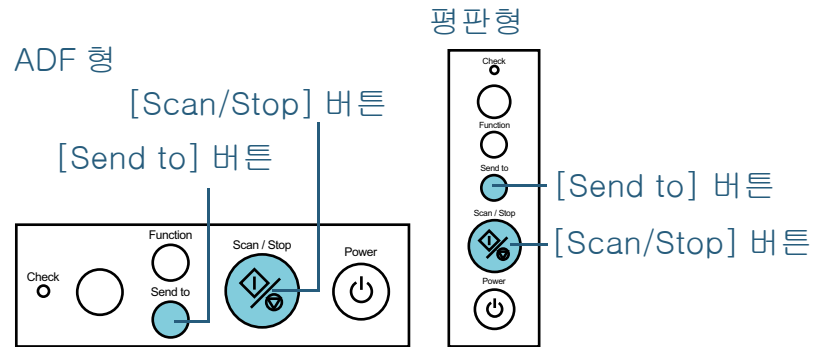 ADF 형
[Scan/Stop] 버튼
[Send to] 버튼
Check
Function
Send to
Scan / Stop
Power
평판형
Check
Function
Send to
[Send to] 버튼
Scan / Stop
[Scan/Stop] 버튼
Power